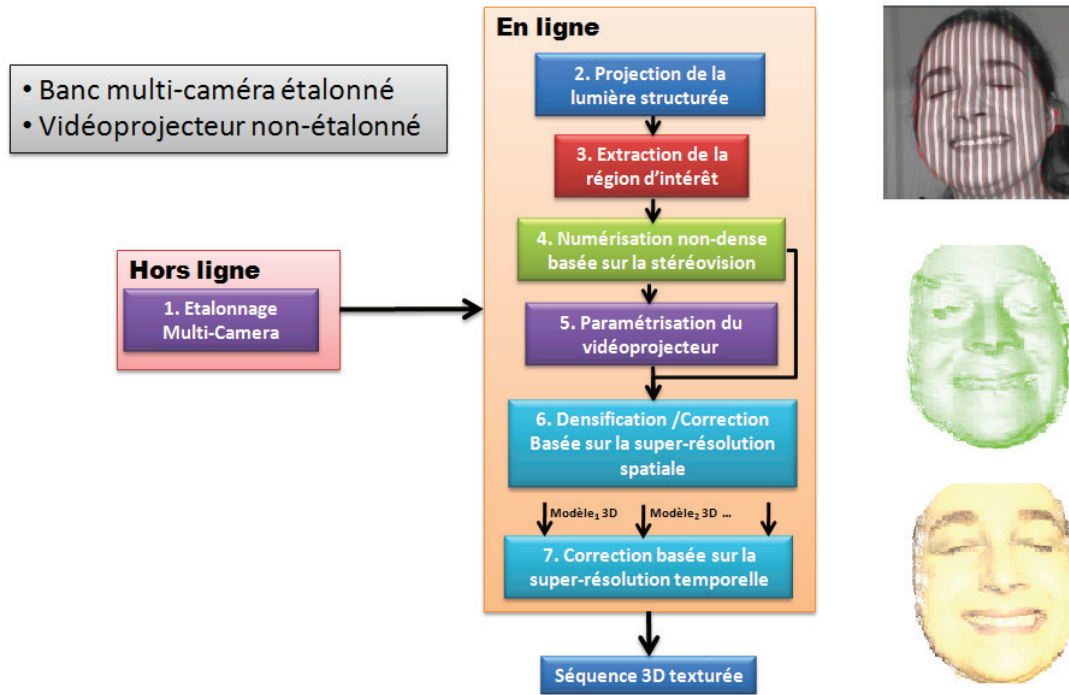 • Banc multi-caméra étalonné
• Vidéoprojecteur non-étalonné
Hors ligne
1. Etalonnage
Multi-Camera
En ligne
2. Projection de la
lumière structurée
3. Extraction de la
région d'intérêt
4. Numérisation non-dense
basée sur la stéréovision
5. Paramétrisation du
vidéoprojecteur
6. Densification /Correction
Basée sur la super-résolution
spatiale
Modèle₁ 3D Modèle₂ 3D ...
7. Correction basée sur la
super-résolution temporelle
Séquence 3D texturée